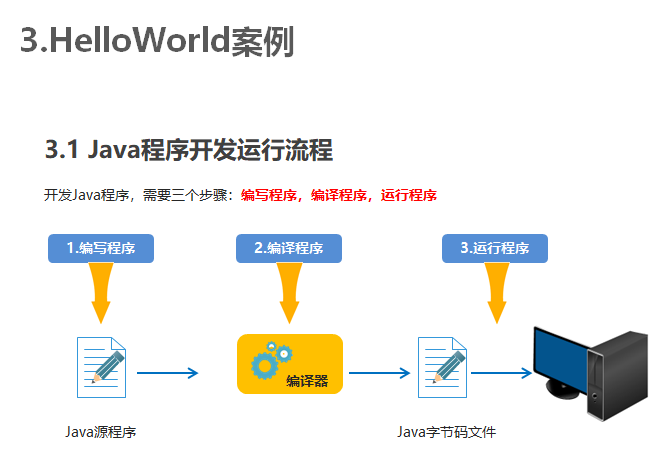 3.HelloWorld案例
3.1 Java程序开发运行流程
开发Java程序，需要三个步骤：编写程序，编译程序，运行程序
1.编写程序
2.编译程序
3.运行程序
编译器
Java源程序
Java字节码文件